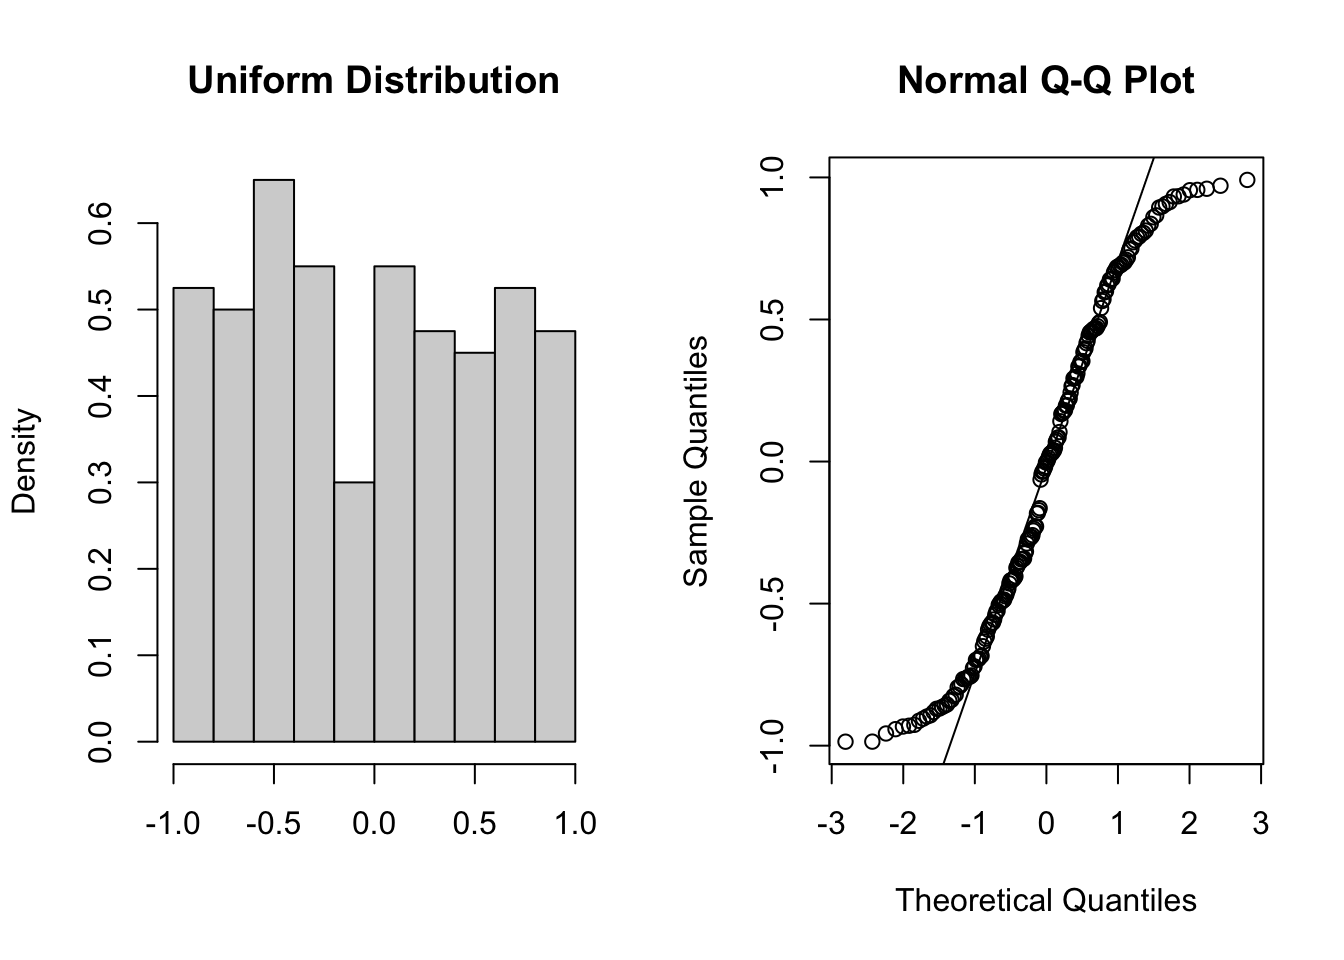 Uniform Distribution
Density
0.0 0.1 0.2 0.3 0.4 0.5 0.6
-1.0 -0.5 0.0 0.5 1.0
Normal Q-Q Plot
Sample Quantiles
-1.0 -0.5 0.0 0.5 1.0
-3 -2 -1 0 1 2 3
Theoretical Quantiles